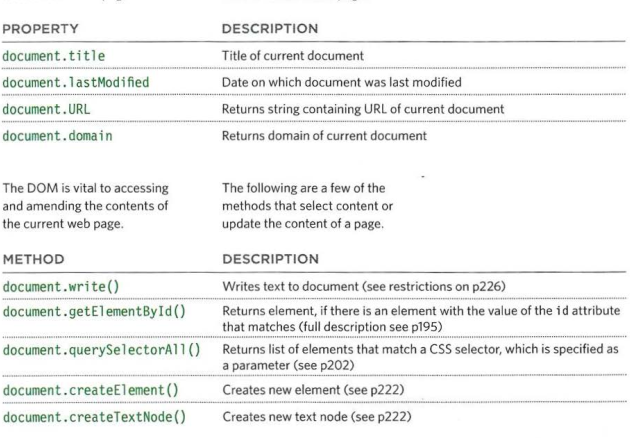 PROPERTY DESCRIPTION
document.title Title of current document
document.lastModified Date on which document was last modified
document.URL Returns string containing URL of current document
document.domain Returns domain of current document
The DOM is vital to accessing
and amending the contents of
the current web page.
The following are a few of the
methods that select content or
update the content of a page.
METHOD DESCRIPTION
document.write() Writes text to document (see restrictions on p226)
document.getElementById() Returns element, if there is an element with the value of the id attribute
that matches (full description see p195)
document.querySelectorAll() Returns list of elements that match a CSS selector, which is specified as
a parameter (see p202)
document.createElement() Creates new element (see p222)
document.createTextNode() Creates new text node (see p222)